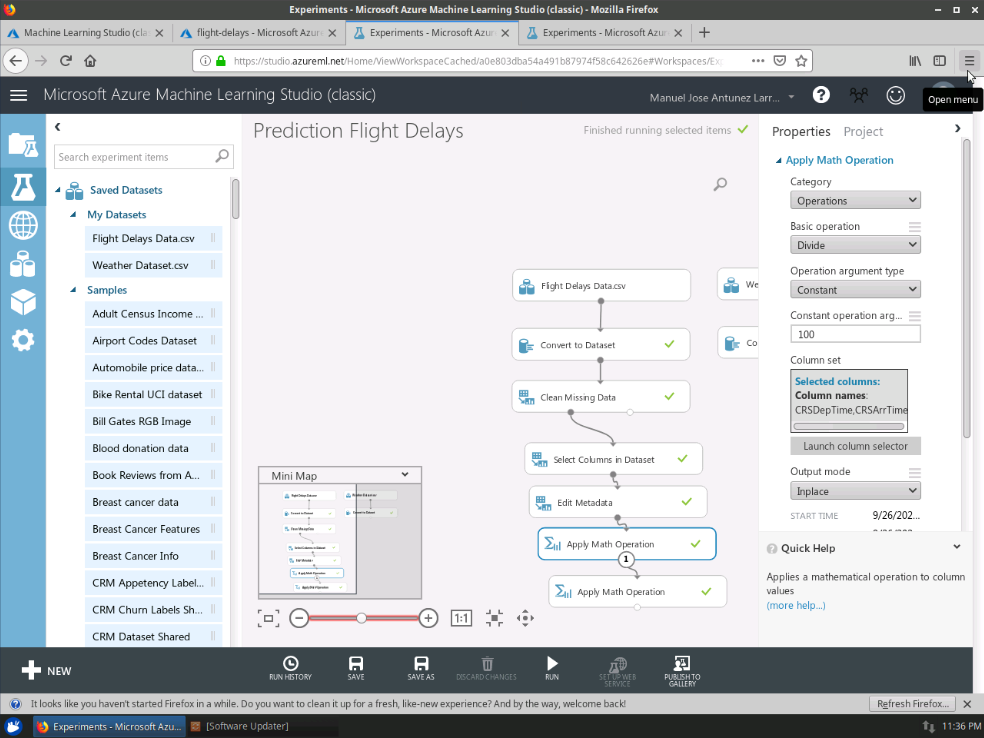 Experiments - Microsoft Azure Machine Learning Studio (classic) - Mozilla Firefox
Machine Learning Studio (cla
flight-delays - Microsoft Azure
Experiments - Microsoft Azur
Experiments - Microsoft Azur
https://studio.azureml.net/Home/ViewWorkspaceCached/a0803dba54a491b87974f58c642626e#Workspaces/Ex
Open menu
Microsoft Azure Machine Learning Studio (classic)
Manuel Jose Antunez Larr...
Search experiment items
Saved Datasets
My Datasets
Flight Delays Data.csv
Weather Dataset.csv
Samples
Adult Census Income ...
Airport Codes Dataset
Automobile price data...
Bike Rental UCI dataset
Bill Gates RGB Image
Blood donation data
Book Reviews from A...
Breast cancer data
Breast Cancer Features
Breast Cancer Info
CRM Appetency Label...
CRM Churn Labels Sh...
CRM Dataset Shared
Prediction Flight Delays
Finished running selected items
Flight Delays Data.csv
We
Convert to Dataset
Co
Clean Missing Data
Select Columns in Dataset
Edit Metadata
Apply Math Operation
1
Apply Math Operation
Mini Map
1:1
Properties
Project
Apply Math Operation
Category
Operations
Basic operation
Divide
Operation argument type
Constant
Constant operation arg...
100
Column set
Selected columns:
Column names:
CRSDepTime,CRSArrTime
Launch column selector
Output mode
Inplace
START TIME
9/26/202...
Quick Help
Applies a mathematical operation to column values
(more help...)
NEW
RUN HISTORY
SAVE
SAVE AS
DISCARD CHANGES
RUN
SET UP WEB SERVICE
PUBLISH TO GALLERY
It looks like you haven't started Firefox in a while. Do you want to clean it up for a fresh, like-new experience? And by the way, welcome back!
Refresh Firefox...
Experiments - Microsoft Azu...
[Software Updater]
11:36 PM